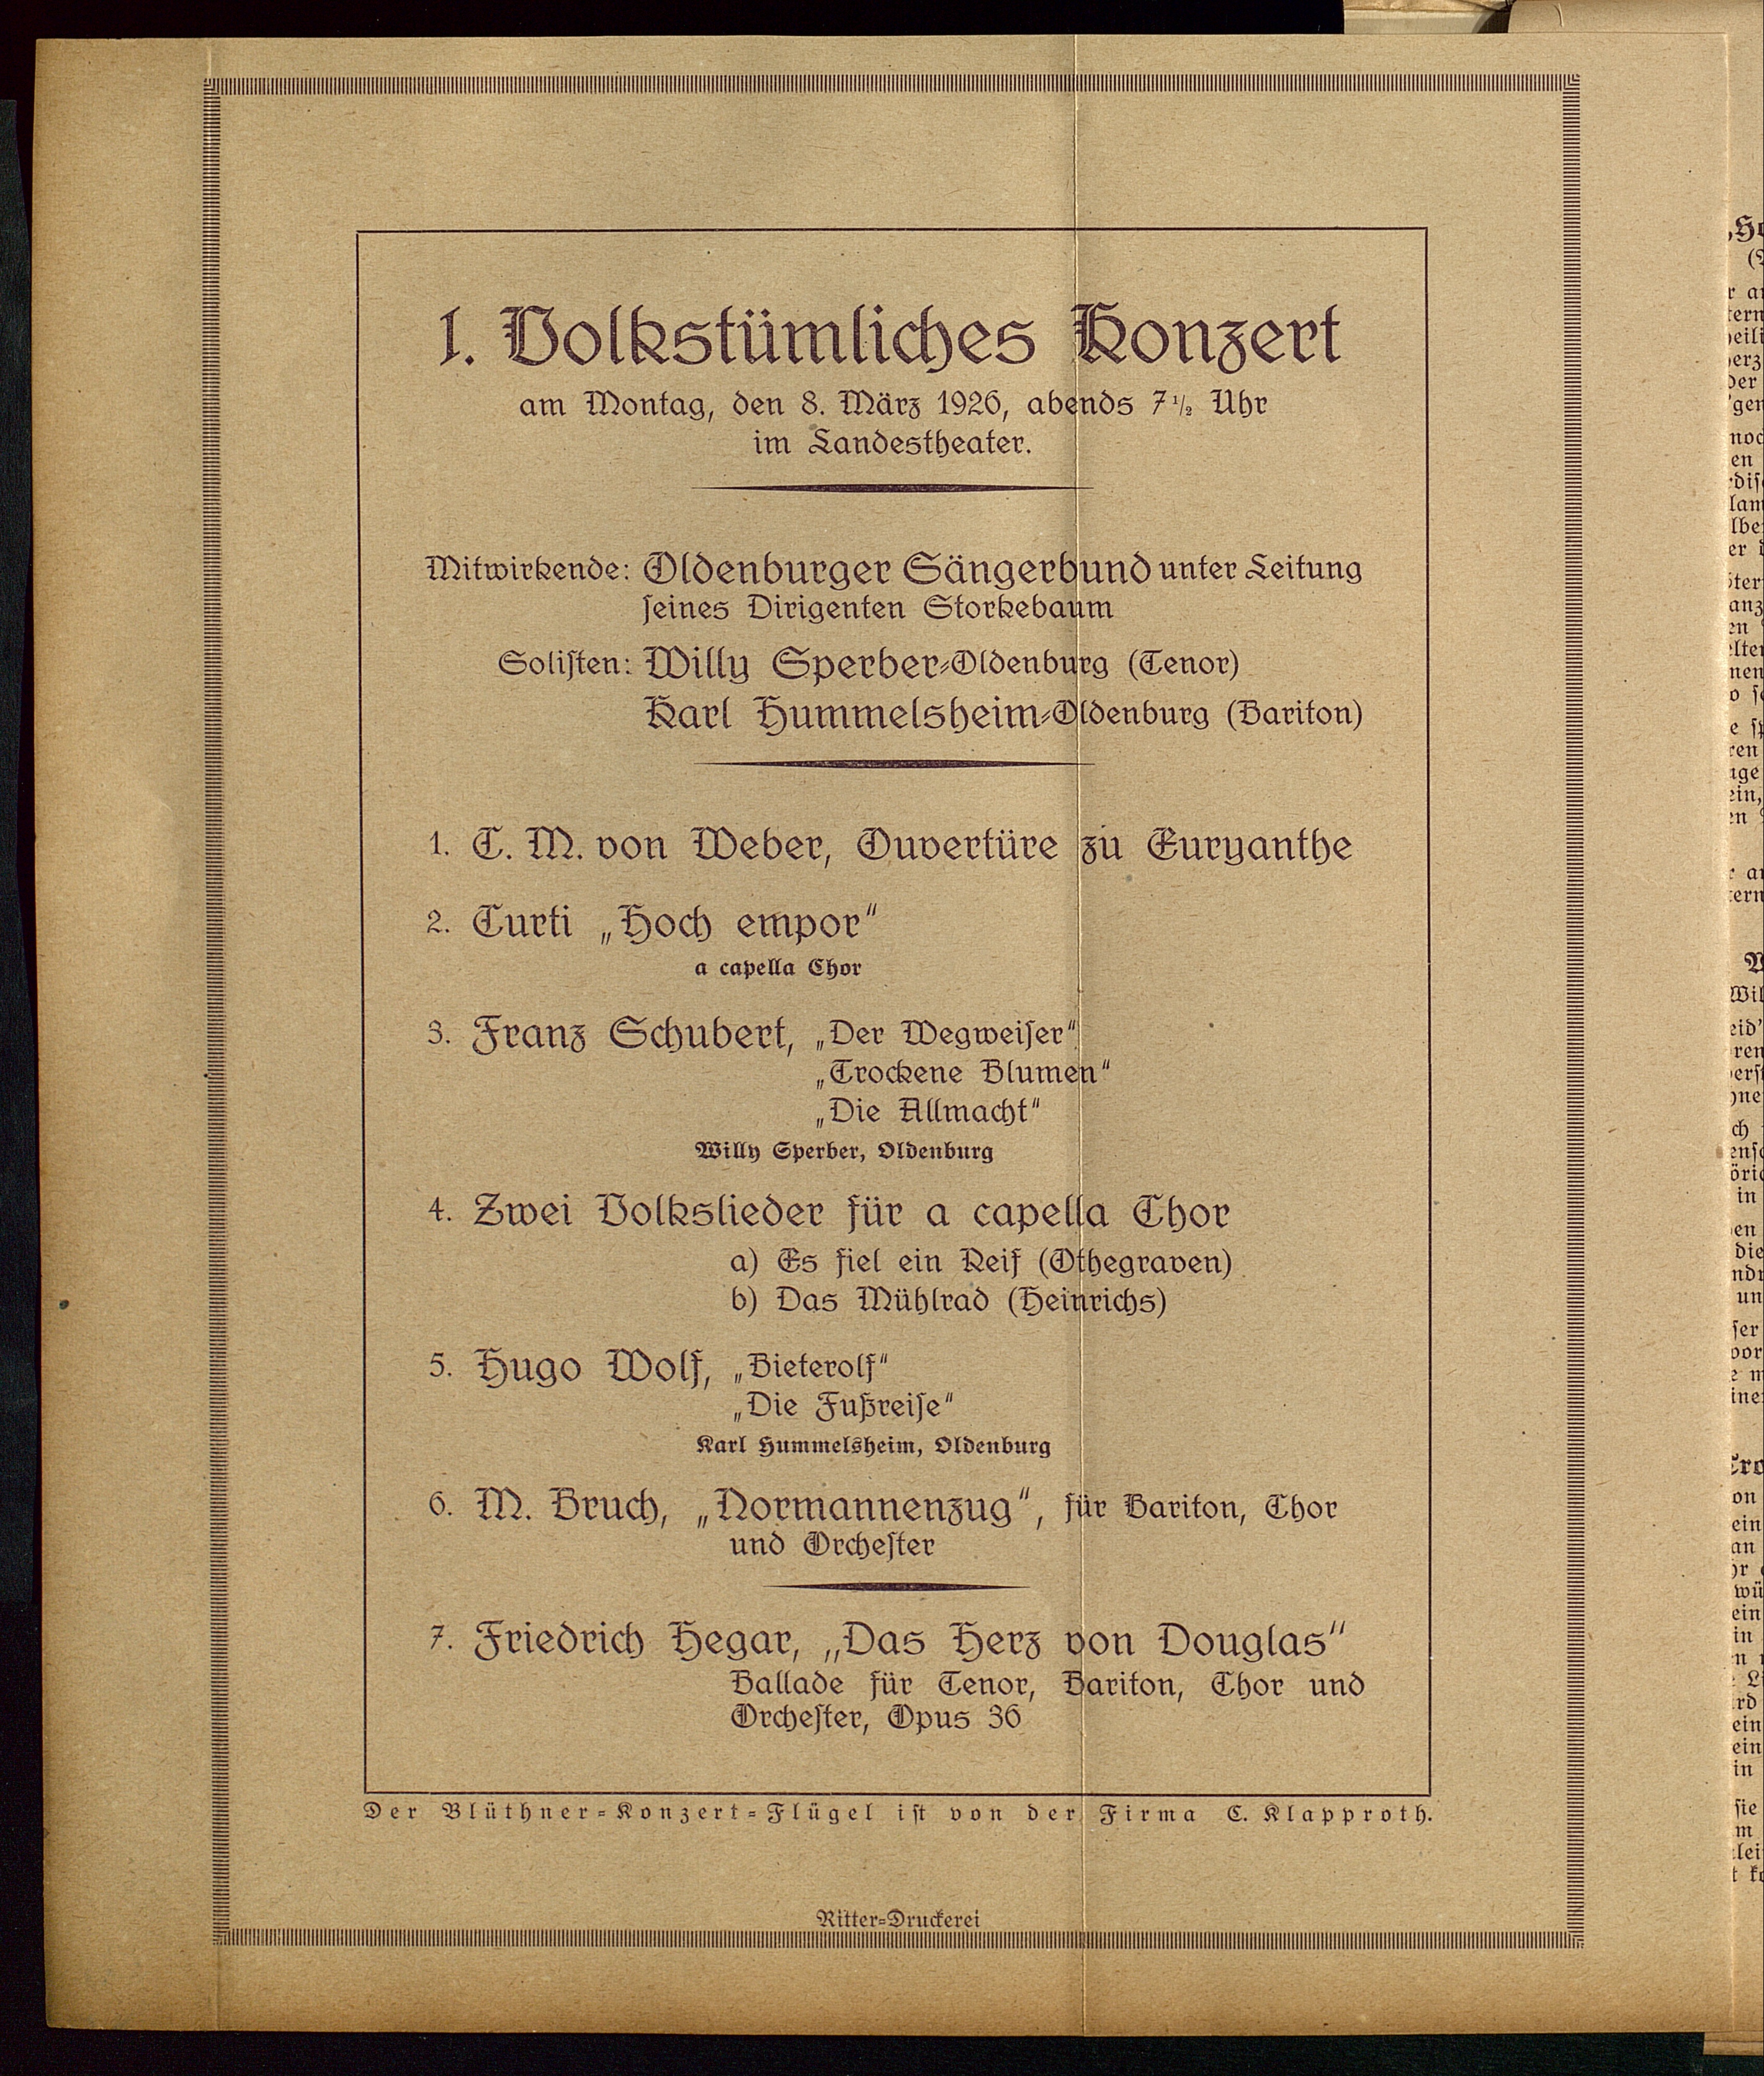 1. Volkstümliches Konzert
am Montag, den 8. März 1926, abends 7 1/2 Uhr
im Landestheater.
Mitwirkende: Oldenburger Sängerbund unter Leitung
seines Dirigenten Storkebaum
Solisten: Willy Sperber-Oldenburg (Tenor)
Karl Hummelsheim-Oldenburg (Bariton)
1. C. M. von Weber, Ouvertüre zu Euryanthe
2. Curti „Hoch empor“
a capella Chor
3. Franz Schubert, „Der Wegweiser“
„Trockene Blumen“
„Die Allmacht“
Willy Sperber, Oldenburg
4. Zwei Volkslieder für a capella Chor
a) Es fiel ein Reif (Othegraven)
b) Das Mühlrad (Heinrichs)
5. Hugo Wolf, „Bieterolf“
„Die Fußreise“
Karl Hummelsheim, Oldenburg
6. M. Bruch, „Normannenzug“, für Bariton, Chor
und Orchester
7. Friedrich Hegar, „Das Herz von Douglas“
Ballade für Tenor, Bariton, Chor und
Orchester, Opus 36
Der Blüthner-Konzert-Flügel ist von der Firma C. Klapproth.
Ritter-Druckerei